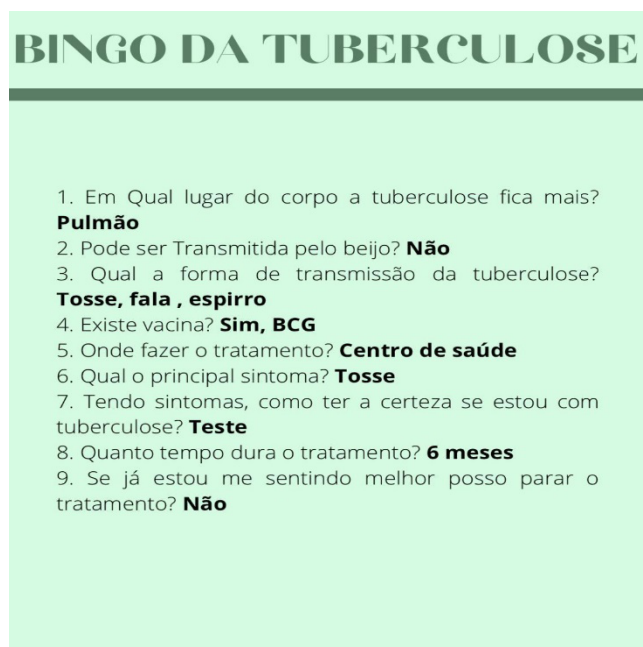 BINGO DA TUBERCULOSE
1. Em Qual lugar do corpo a tuberculose fica mais?
Pulmão
2. Pode ser Transmitida pelo beijo? Não
3. Qual a forma de transmissão da tuberculose?
Tosse, fala , espirro
4. Existe vacina? Sim, BCG
5. Onde fazer o tratamento? Centro de saúde
6. Qual o principal sintoma? Tosse
7. Tendo sintomas, como ter a certeza se estou com
tuberculose? Teste
8. Quanto tempo dura o tratamento? 6 meses
9. Se já estou me sentindo melhor posso parar o
tratamento? Não